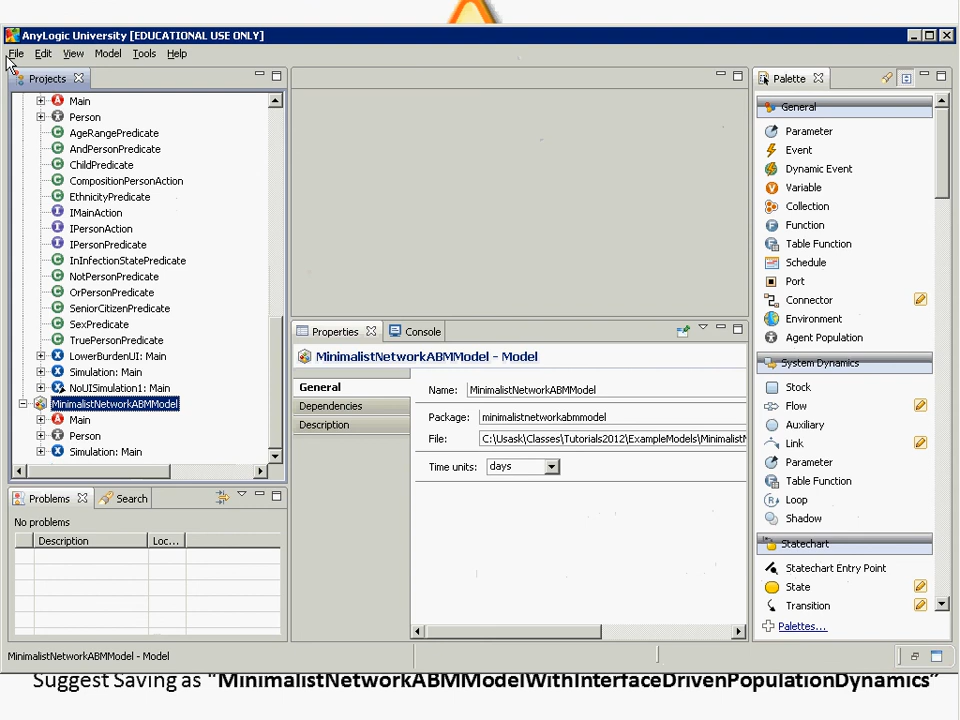 AnyLogic University [EDUCATIONAL USE ONLY]
File Edit View Model Tools Help
Projects
Main
Person
AgeRangePredicate
AndPersonPredicate
ChildPredicate
CompositionPersonAction
EthnicityPredicate
IMainAction
IPersonAction
IPersonPredicate
InInfectionStatePredicate
NotPersonPredicate
OrPersonPredicate
SeniorCitizenPredicate
SexPredicate
TruePersonPredicate
LowerBurdenUI: Main
Simulation: Main
NoUISimulation1: Main
MinimalistNetworkABMModel
Main
Person
Simulation: Main
Problems Search
No problems
Description Loc...
Properties Console
MinimalistNetworkABMModel - Model
General
Dependencies
Description
Name: MinimalistNetworkABMModel
Package: minimalistnetworkabmmodel
File: C:\Usask\Classes\Tutorials2012\ExampleModels\Minimalist
Time units: days
Palette
General
Parameter
Event
Dynamic Event
Variable
Collection
Function
Table Function
Schedule
Port
Connector
Environment
Agent Population
System Dynamics
Stock
Flow
Auxiliary
Link
Parameter
Table Function
Loop
Shadow
Statechart
Statechart Entry Point
State
Transition
Palettes...
MinimalistNetworkABMModel - Model
Suggest Saving as "MinimalistNetworkABMModelWithInterfaceDrivenPopulationDynamics"